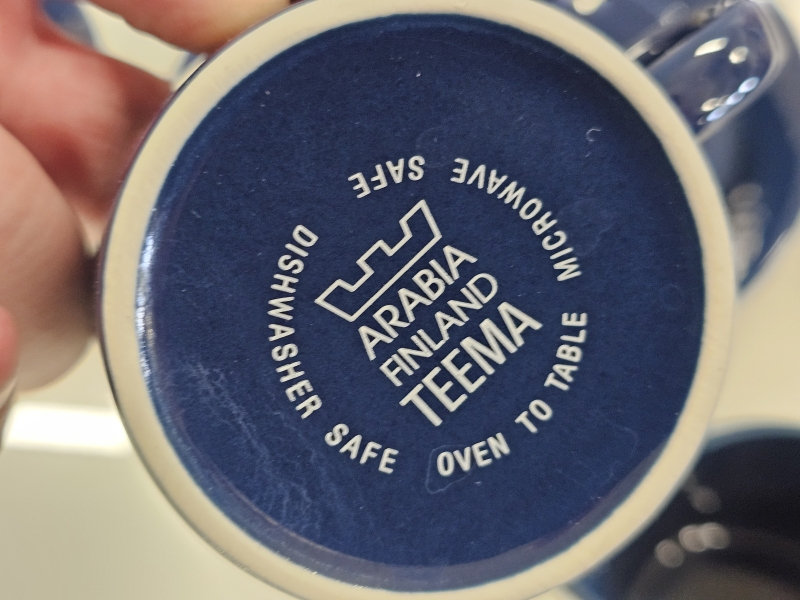 ARABIA
FINLAND
TEEMA
DISHWASHER SAFE OVEN TO TABLE MICROWAVE SAFE